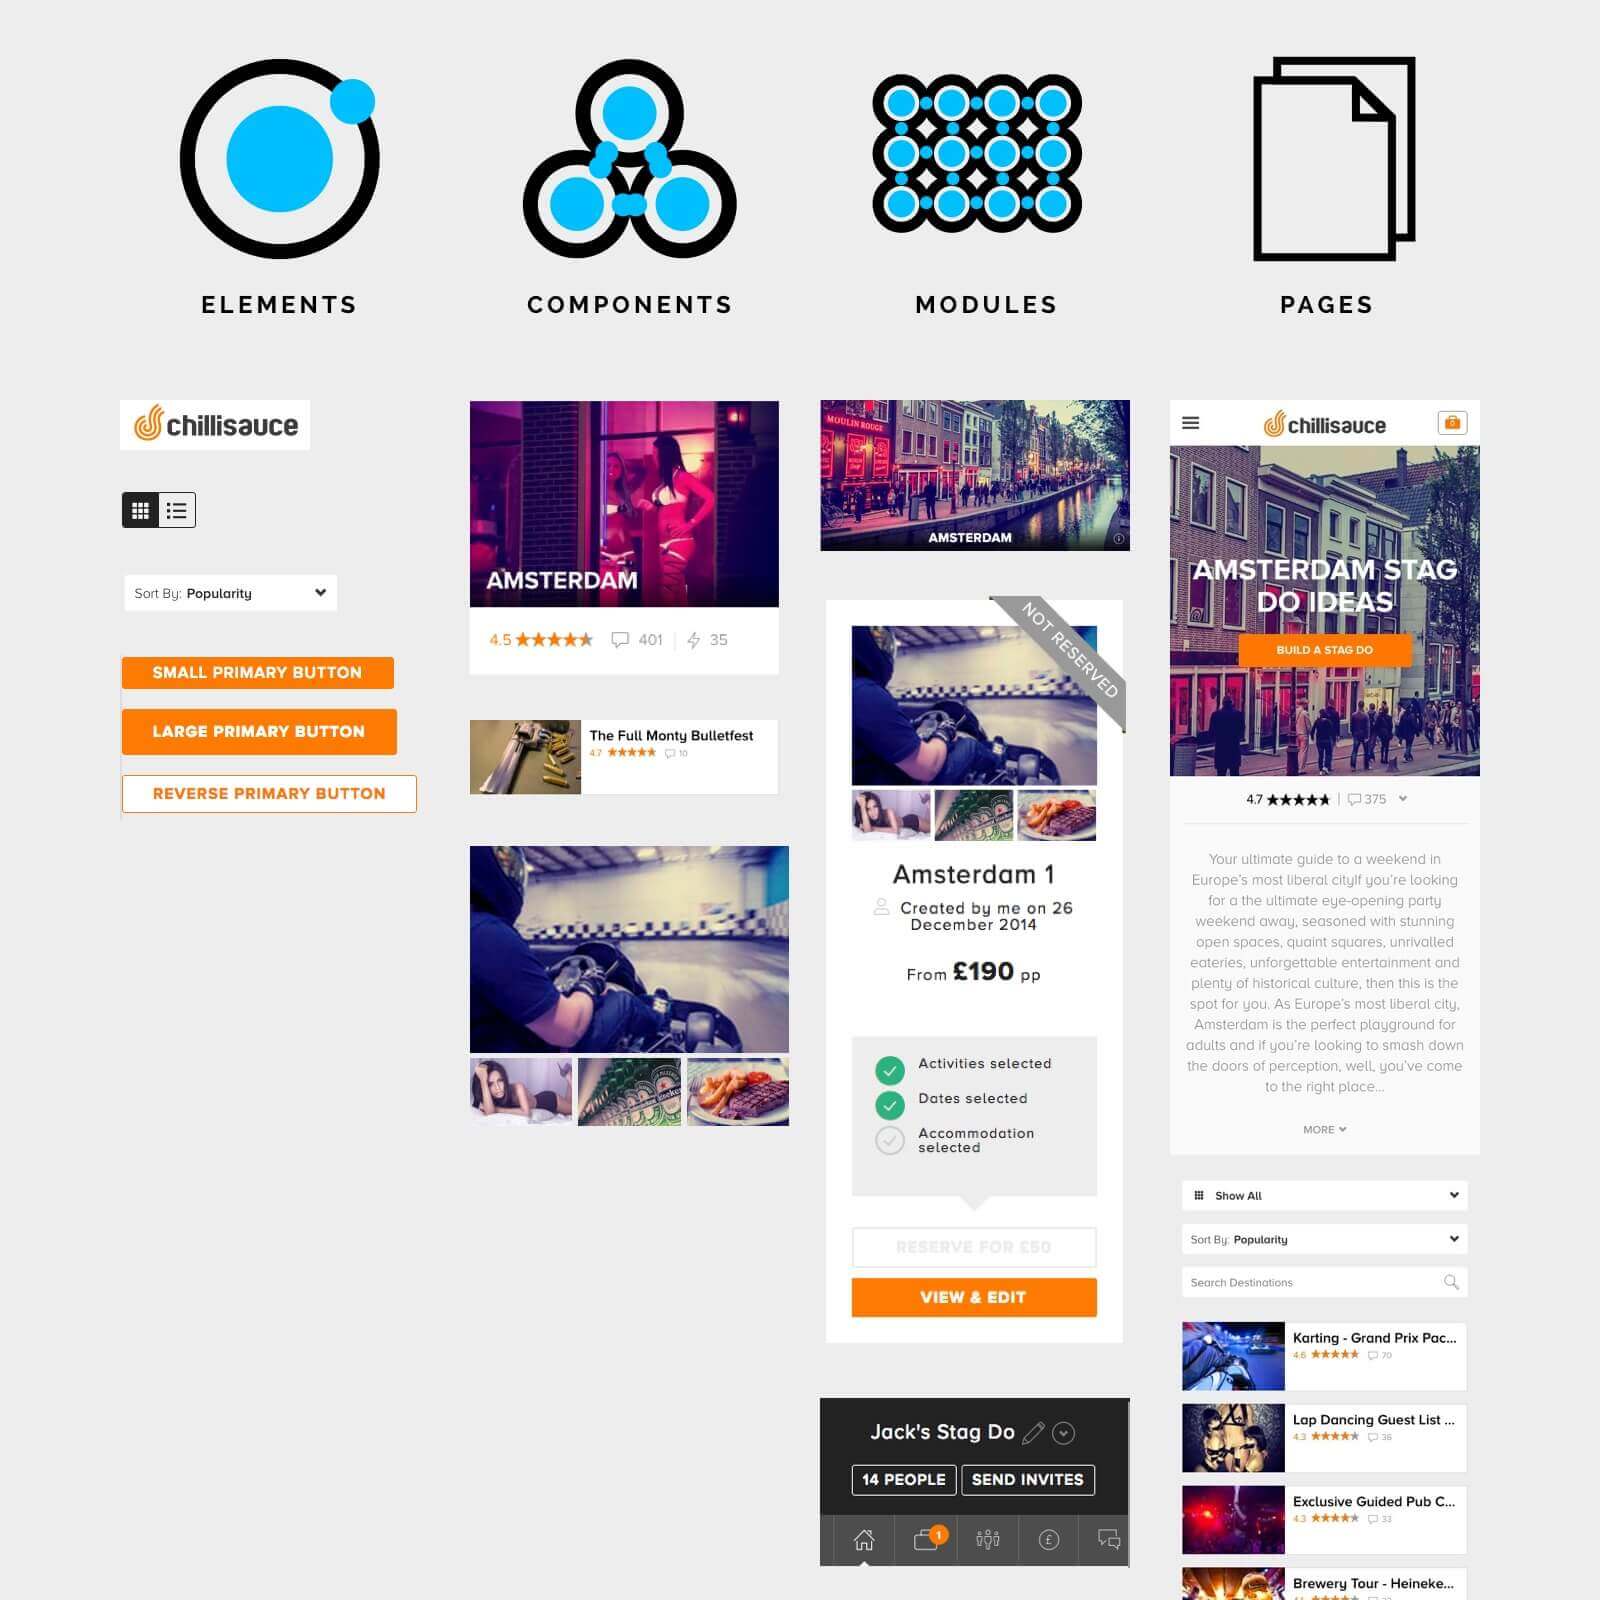 ELEMENTS
COMPONENTS
MODULES
PAGES
chillisauce
Sort By: Popularity
SMALL PRIMARY BUTTON
LARGE PRIMARY BUTTON
REVERSE PRIMARY BUTTON
AMSTERDAM
4.5
401
35
The Full Monty Bulletfest
4.7
10
MOULIN ROUGE
AMSTERDAM
NOT RESERVED
Amsterdam 1
Created by me on 26
December 2014
From £190 pp
Activities selected
Dates selected
Accommodation
selected
RESERVE FOR £50
VIEW & EDIT
Jack's Stag Do
14 PEOPLE
SEND INVITES
1
£
chillisauce
AMSTERDAM STAG
DO IDEAS
BUILD A STAG DO
4.7
375
Your ultimate guide to a weekend in
Europe's most liberal cityIf you're looking
for a the ultimate eye-opening party
weekend away, seasoned with stunning
open spaces, quaint squares, unrivalled
eateries, unforgettable entertainment and
plenty of historical culture, then this is the
spot for you. As Europe's most liberal city,
Amsterdam is the perfect playground for
adults and if you're looking to smash down
the doors of perception, well, you've come
to the right place...
MORE
Show All
Sort By: Popularity
Search Destinations
Karting - Grand Prix Pac...
4.6
70
Lap Dancing Guest List ...
4.3
36
Exclusive Guided Pub C...
4.3
33
Brewery Tour - Heineke...